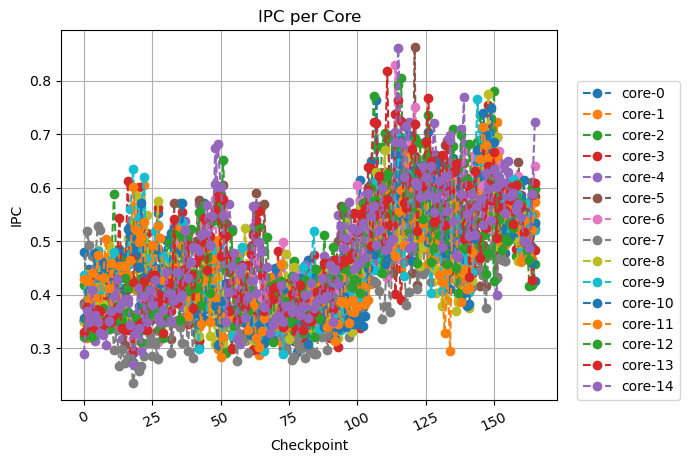 IPC per Core
IPC
0.8
0.7
0.6
0.5
0.4
0.3
0
25
50
75
100
125
150
Checkpoint
core-0
core-1
core-2
core-3
core-4
core-5
core-6
core-7
core-8
core-9
core-10
core-11
core-12
core-13
core-14